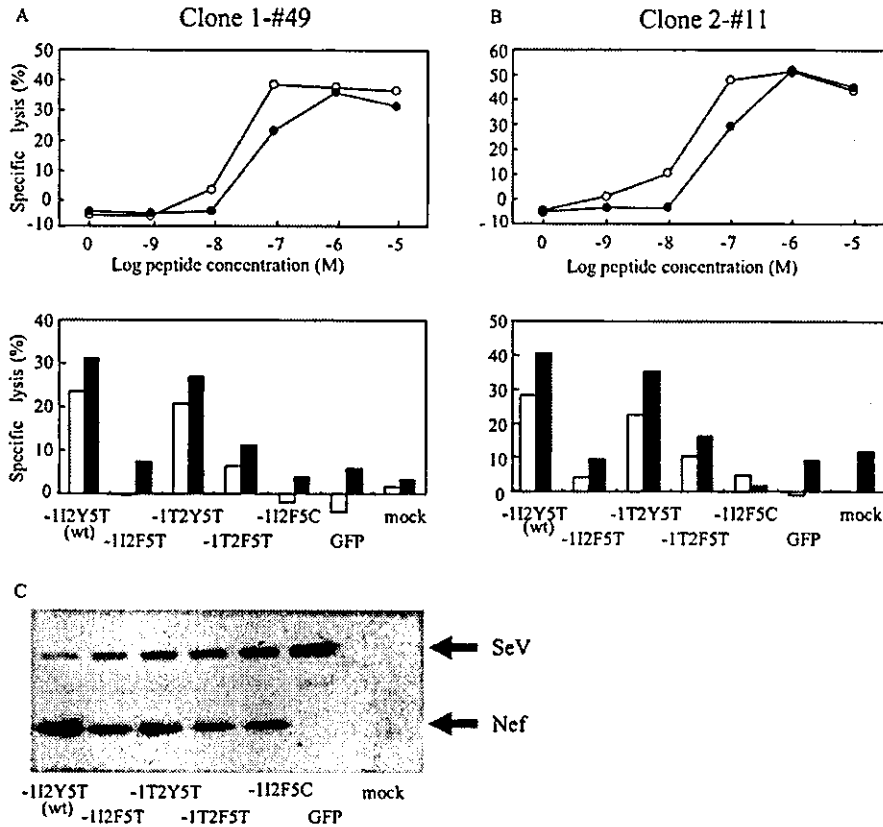 A
Clone 1-#49
B
Clone 2-#11
Specific lysis (%)
50
40
30
20
10
0
-10
0 -9 -8 -7 -6 -5
Log peptide concentration (M)
60
50
40
30
20
10
0
- 10
0 -9 -8 -7 -6 -5
Log peptide concentration (M)
Specific lysis (%)
40
30
20
10
0
-1I2Y5T -1T2Y5T -1I2F5C mock
(wt) -1I2F5T -1T2F5T GFP
50
40
30
20
10
0
-1I2Y5T -1T2Y5T -1I2F5C mock
(wt) -1I2F5T -1T2F5T GFP
C
SeV
Nef
-1I2Y5T -1T2Y5T -1I2F5C mock
(wt) -1I2F5T -1T2F5T GFP